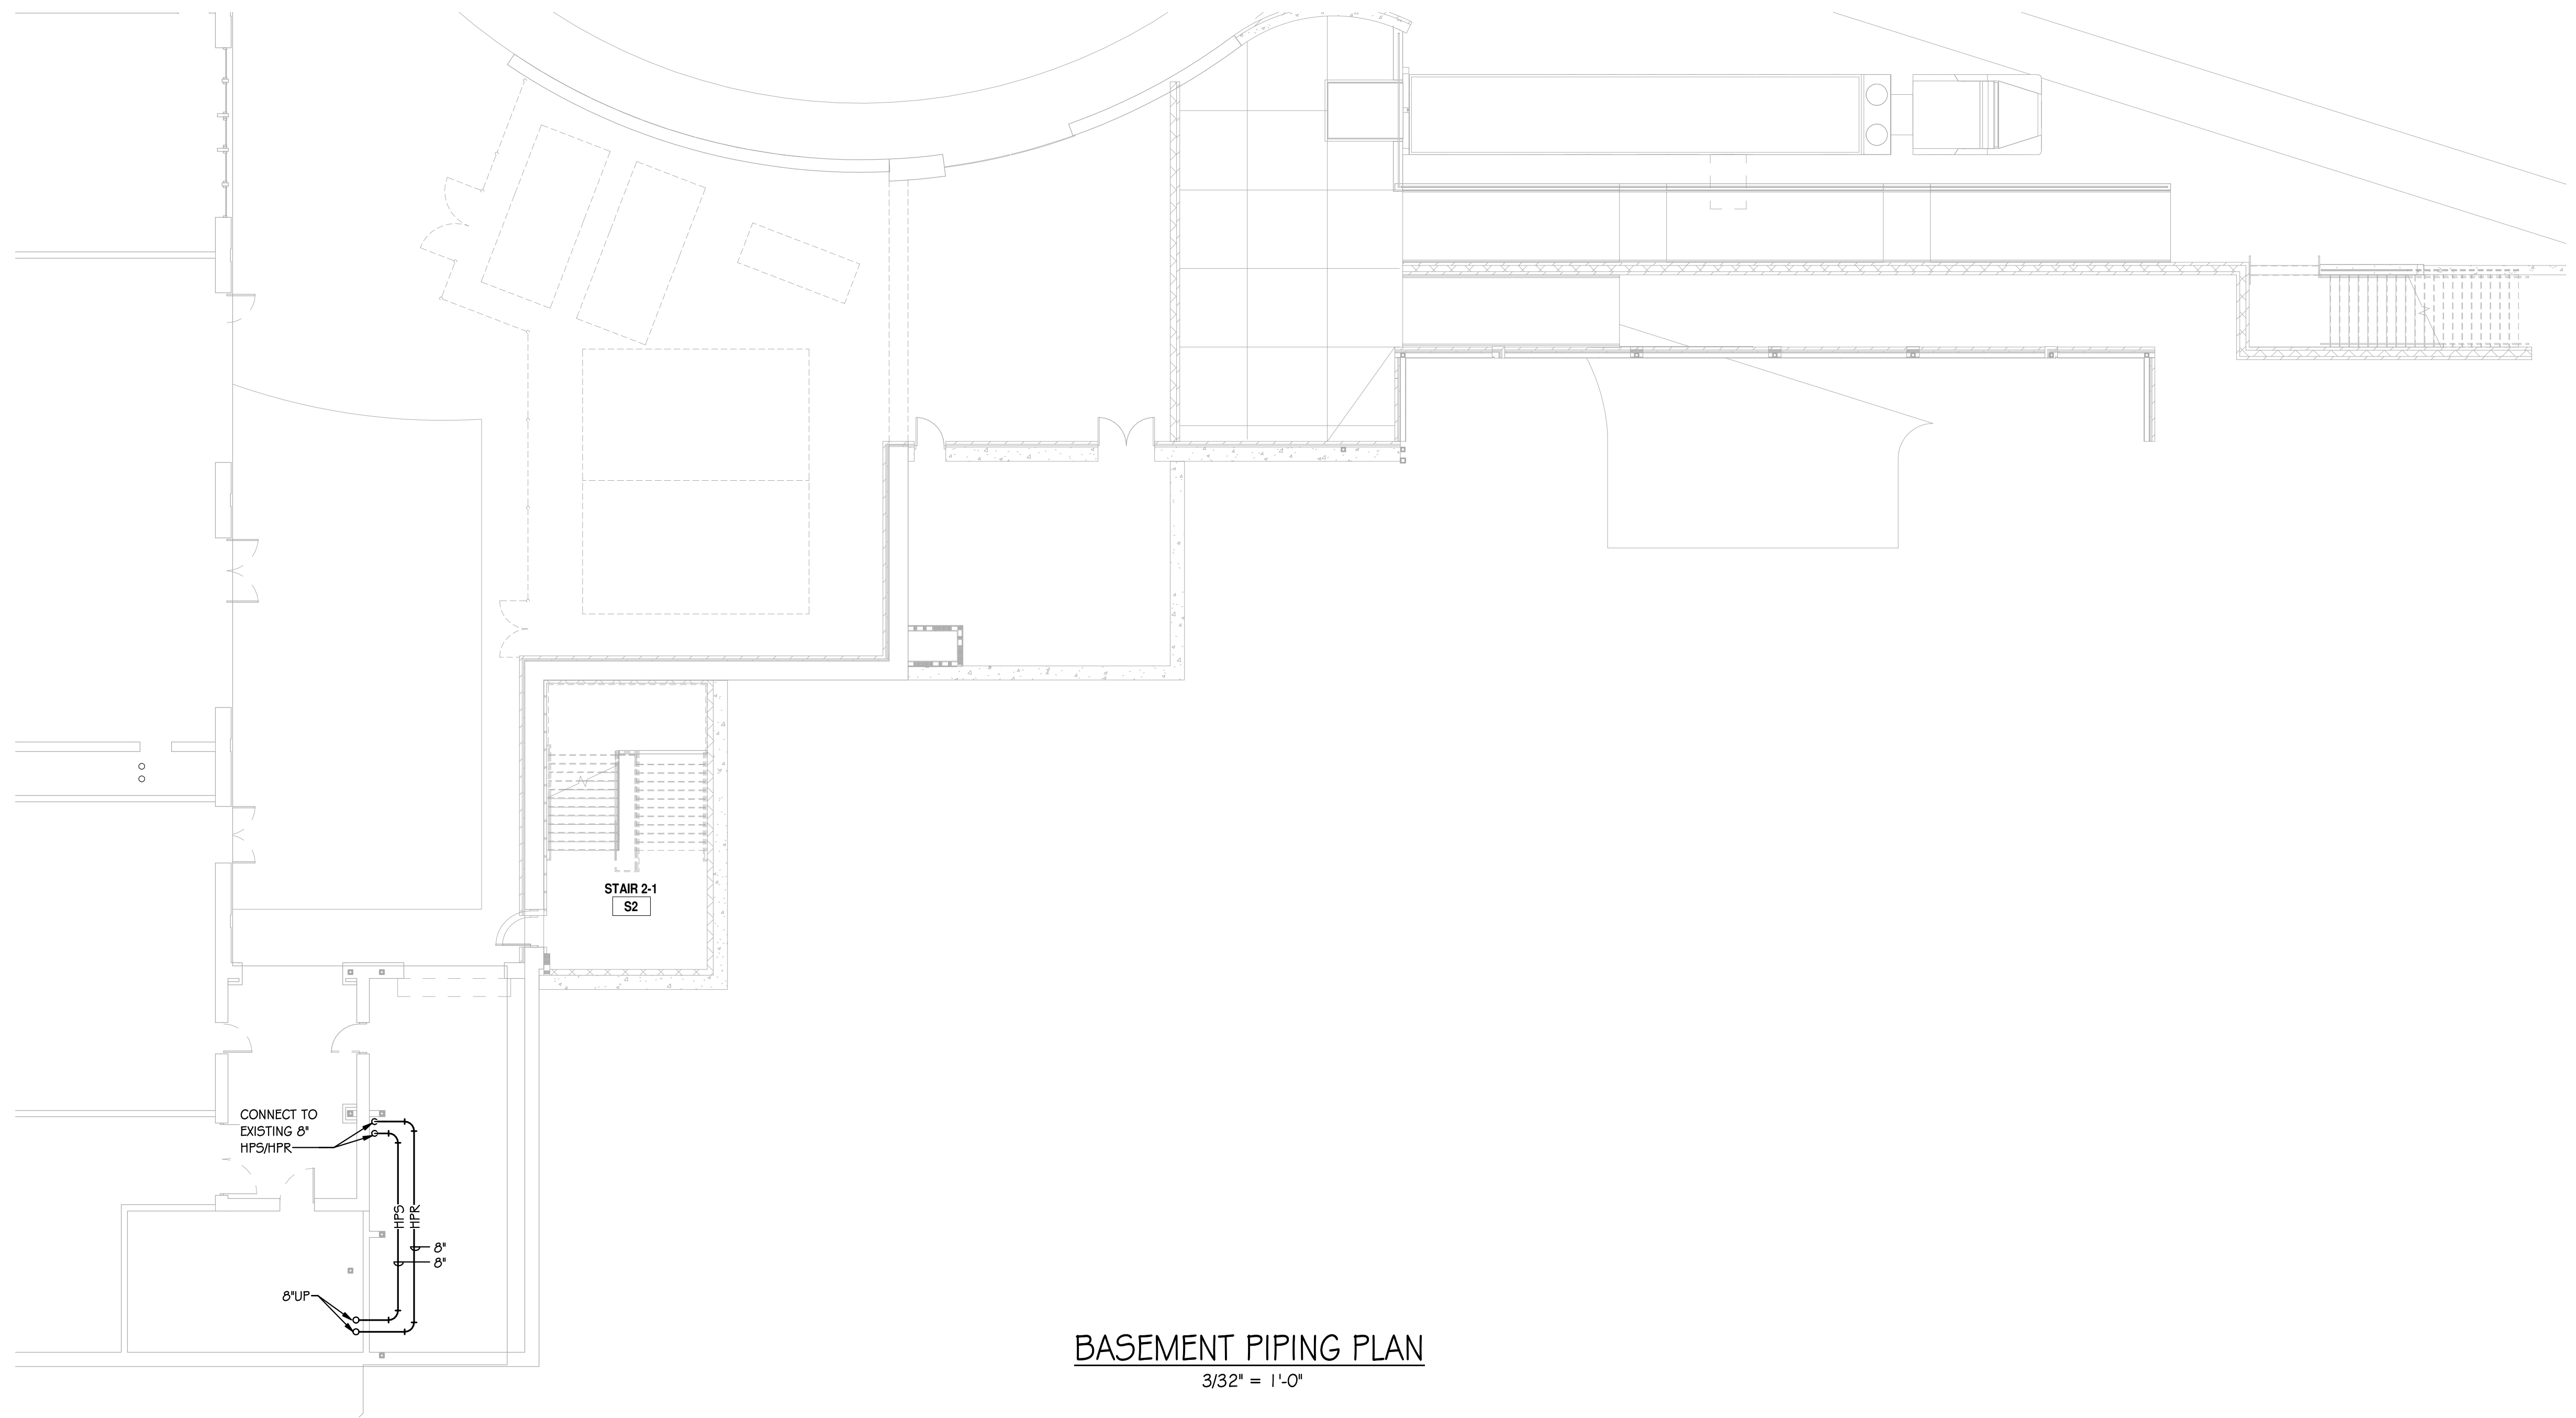 STAIR 2-1
S2
CONNECT TO
EXISTING 8"
HPS/HPR
HPS
HPR
8"
8"
8"UP
BASEMENT PIPING PLAN
3/32" = 1'-0"